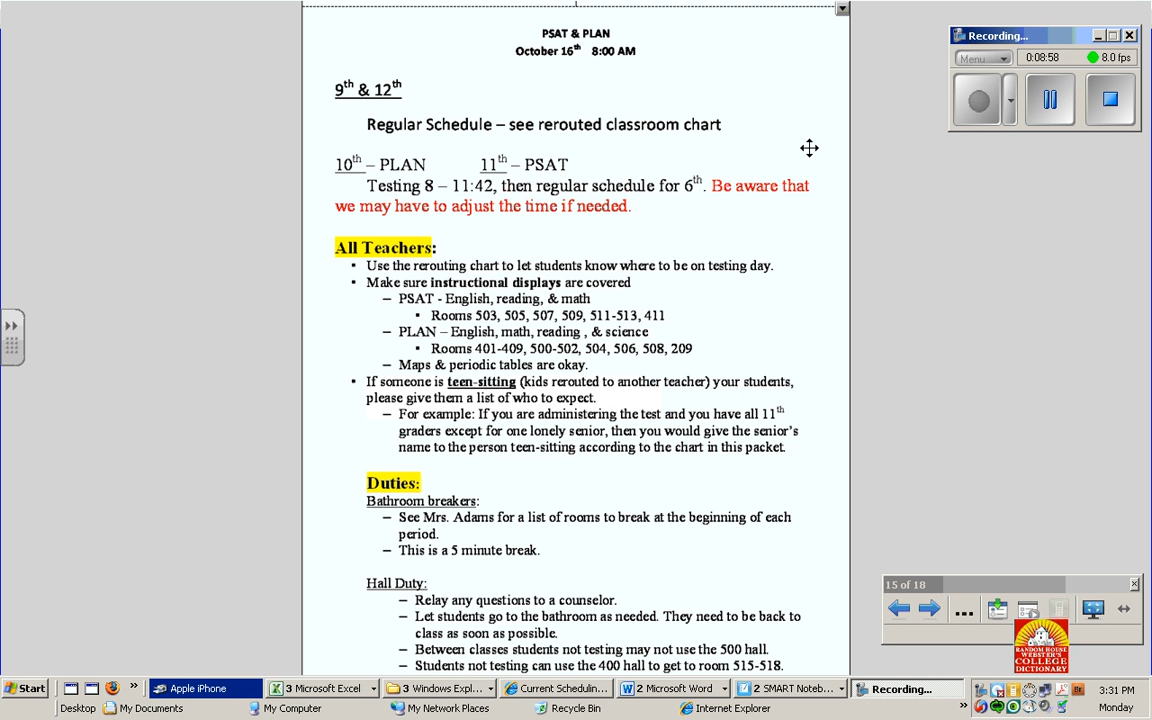 PSAT & PLAN
October 16th 8:00 AM
9th & 12th
Regular Schedule – see rerouted classroom chart
10th – PLAN 11th – PSAT
Testing 8 – 11:42, then regular schedule for 6th. Be aware that
we may have to adjust the time if needed.
All Teachers:
▪ Use the rerouting chart to let students know where to be on testing day.
▪ Make sure instructional displays are covered
– PSAT - English, reading, & math
▪ Rooms 503, 505, 507, 509, 511-513, 411
– PLAN – English, math, reading , & science
▪ Rooms 401-409, 500-502, 504, 506, 508, 209
– Maps & periodic tables are okay.
▪ If someone is teen-sitting (kids rerouted to another teacher) your students,
please give them a list of who to expect.
– For example: If you are administering the test and you have all 11th
graders except for one lonely senior, then you would give the senior's
name to the person teen-sitting according to the chart in this packet.
Duties:
Bathroom breakers:
– See Mrs. Adams for a list of rooms to break at the beginning of each
period.
– This is a 5 minute break.
Hall Duty:
– Relay any questions to a counselor.
– Let students go to the bathroom as needed. They need to be back to
class as soon as possible.
– Between classes students not testing may not use the 500 hall.
– Students not testing can use the 400 hall to get to room 515-518.
Recording...
Menu 0:08:58 8.0 fps
15 of 18
...
RANDOM HOUSE
WEBSTER'S
COLLEGE
DICTIONARY
Start » Apple iPhone 3 Microsoft Excel 3 Windows Expl... Current Schedulin... 2 Microsoft Word 2 SMART Noteb... Recording... 3:31 PM
Desktop My Documents My Computer My Network Places Recycle Bin Internet Explorer » Monday